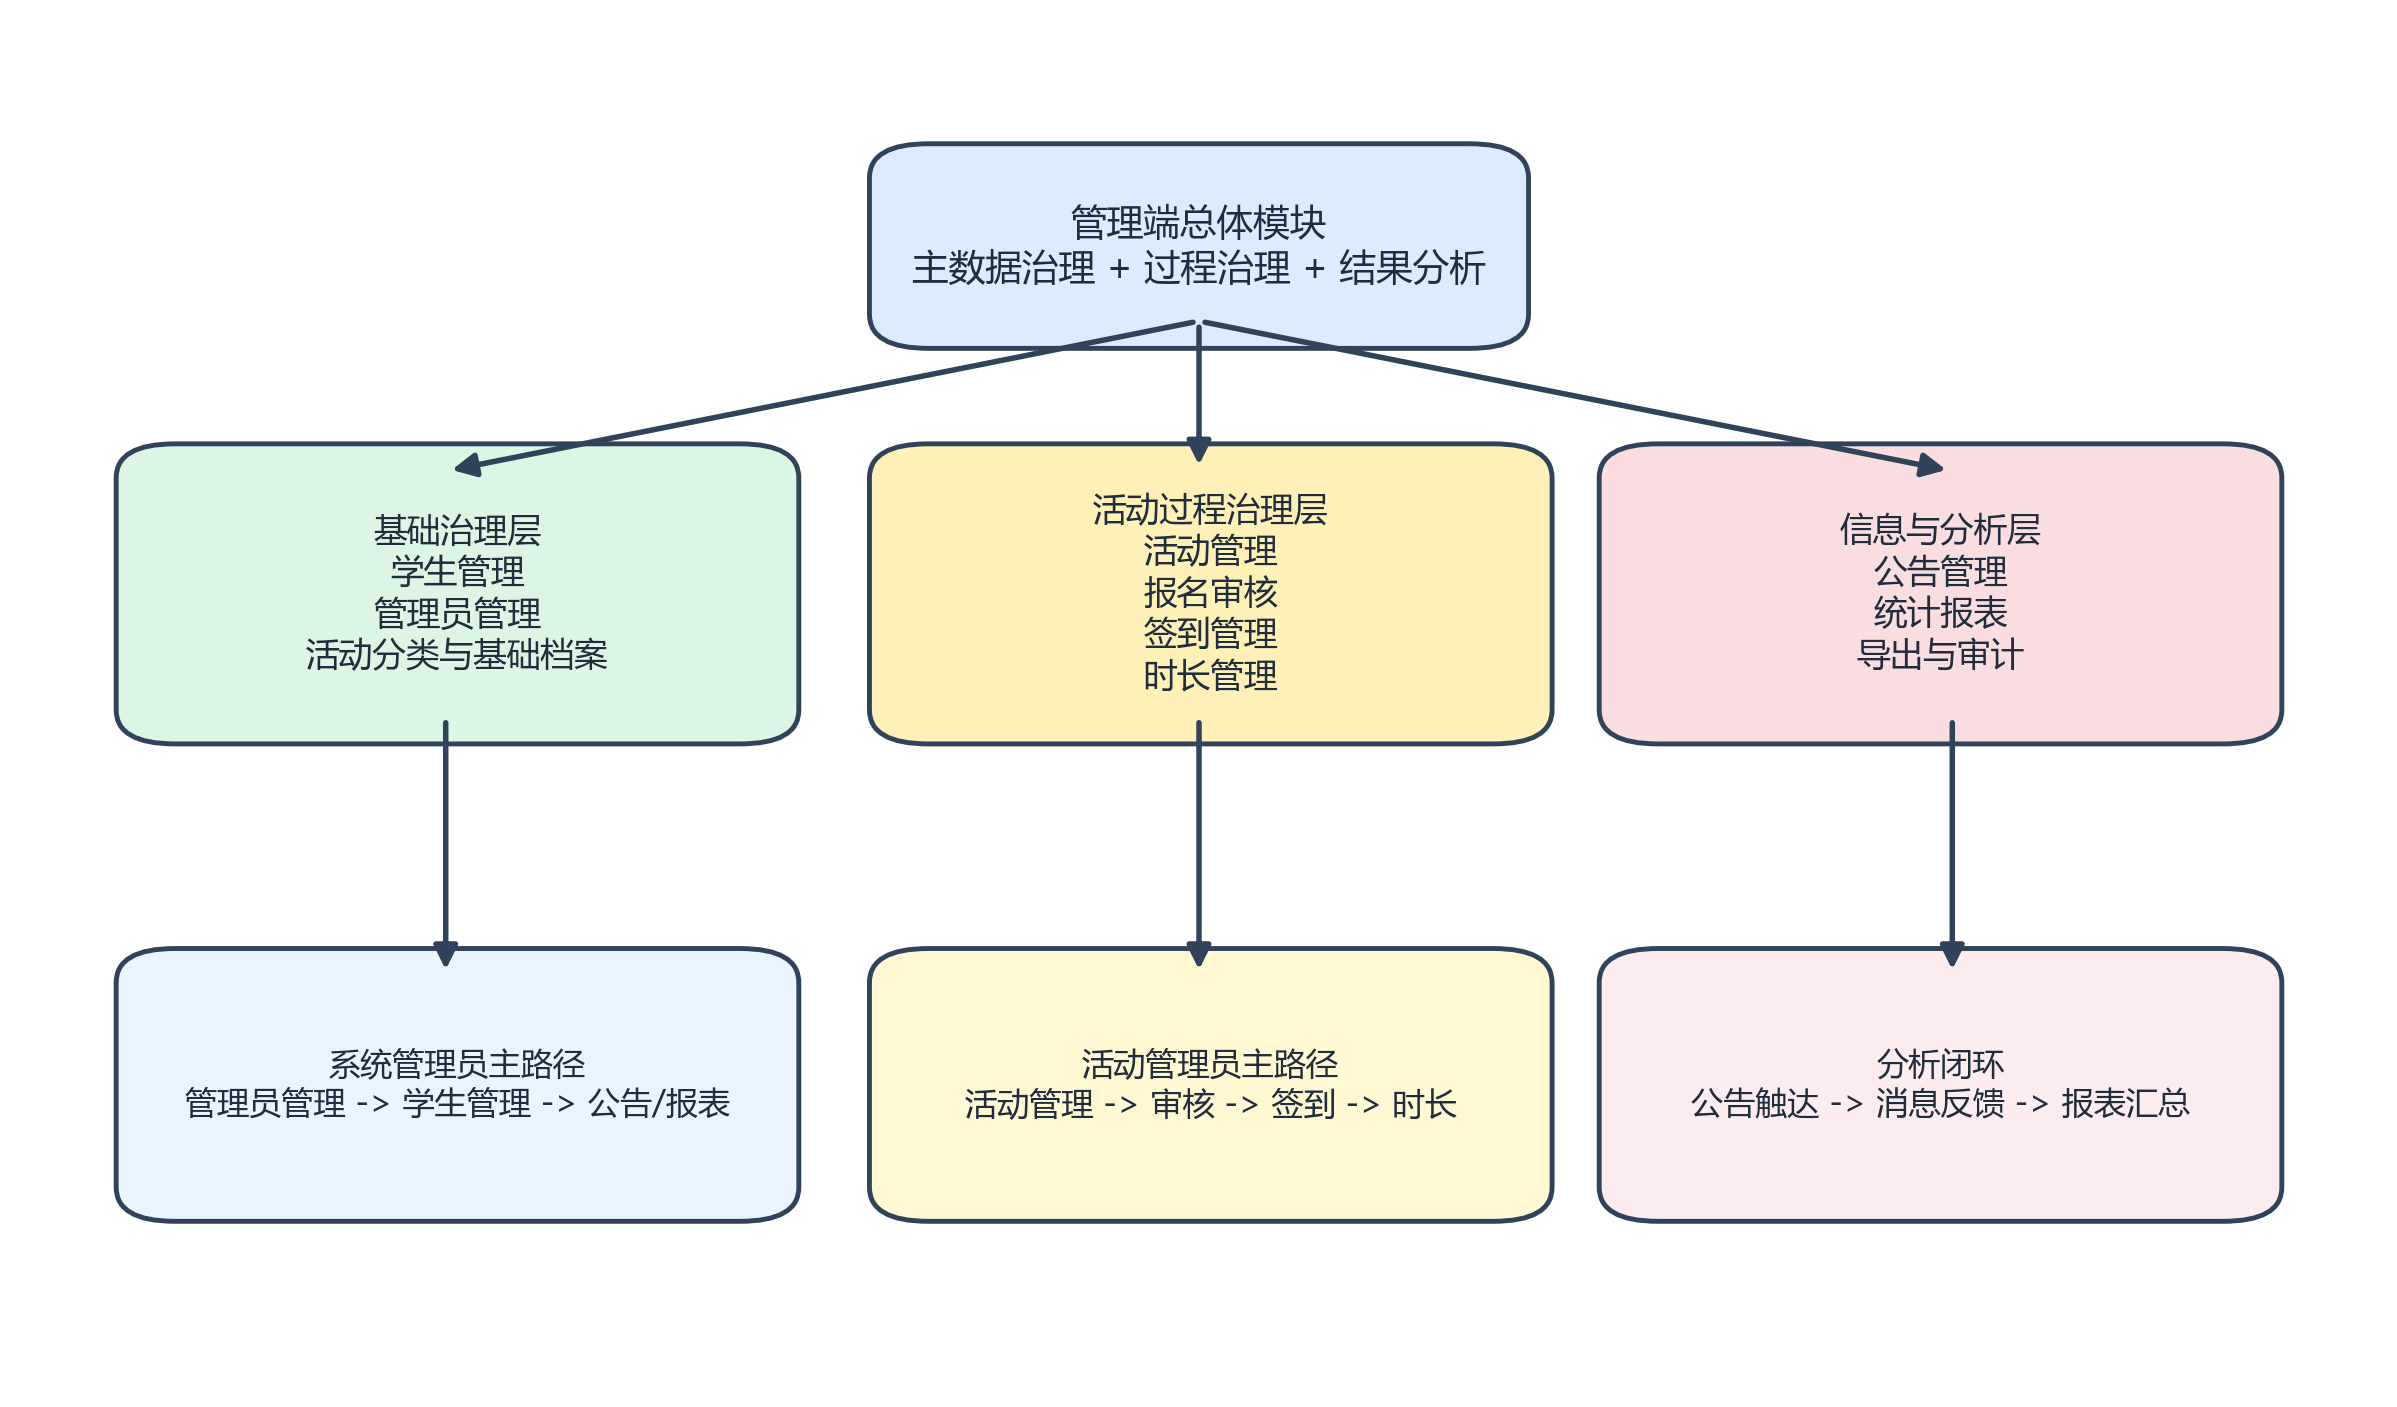 管理端总体模块
主数据治理 + 过程治理 + 结果分析
基础治理层
学生管理
管理员管理
活动分类与基础档案
活动过程治理层
活动管理
报名审核
签到管理
时长管理
信息与分析层
公告管理
统计报表
导出与审计
系统管理员主路径
管理员管理 -> 学生管理 -> 公告/报表
活动管理员主路径
活动管理 -> 审核 -> 签到 -> 时长
分析闭环
公告触达 -> 消息反馈 -> 报表汇总